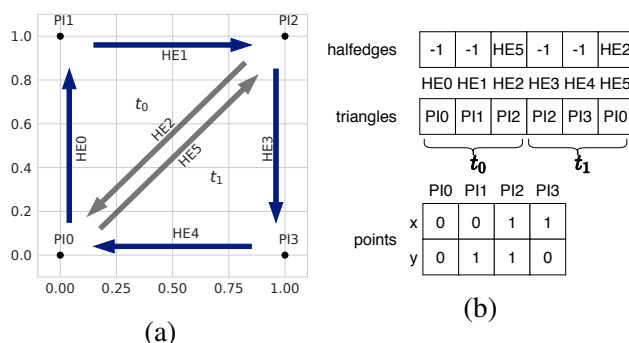 PI1
PI2
1.0
HE1
0.8
t0
HE2
0.6
HE0
HE3
HE5
0.4
t1
0.2
HE4
PI0
PI3
0.0
0.00 0.25 0.50 0.75 1.00
(a)
halfedges -1 -1 HE5 -1 -1 HE2
HE0 HE1 HE2 HE3 HE4 HE5
triangles PI0 PI1 PI2 PI2 PI3 PI0
t0 t1
PI0 PI1 PI2 PI3
x 0 0 1 1
points
y 0 1 1 0
(b)